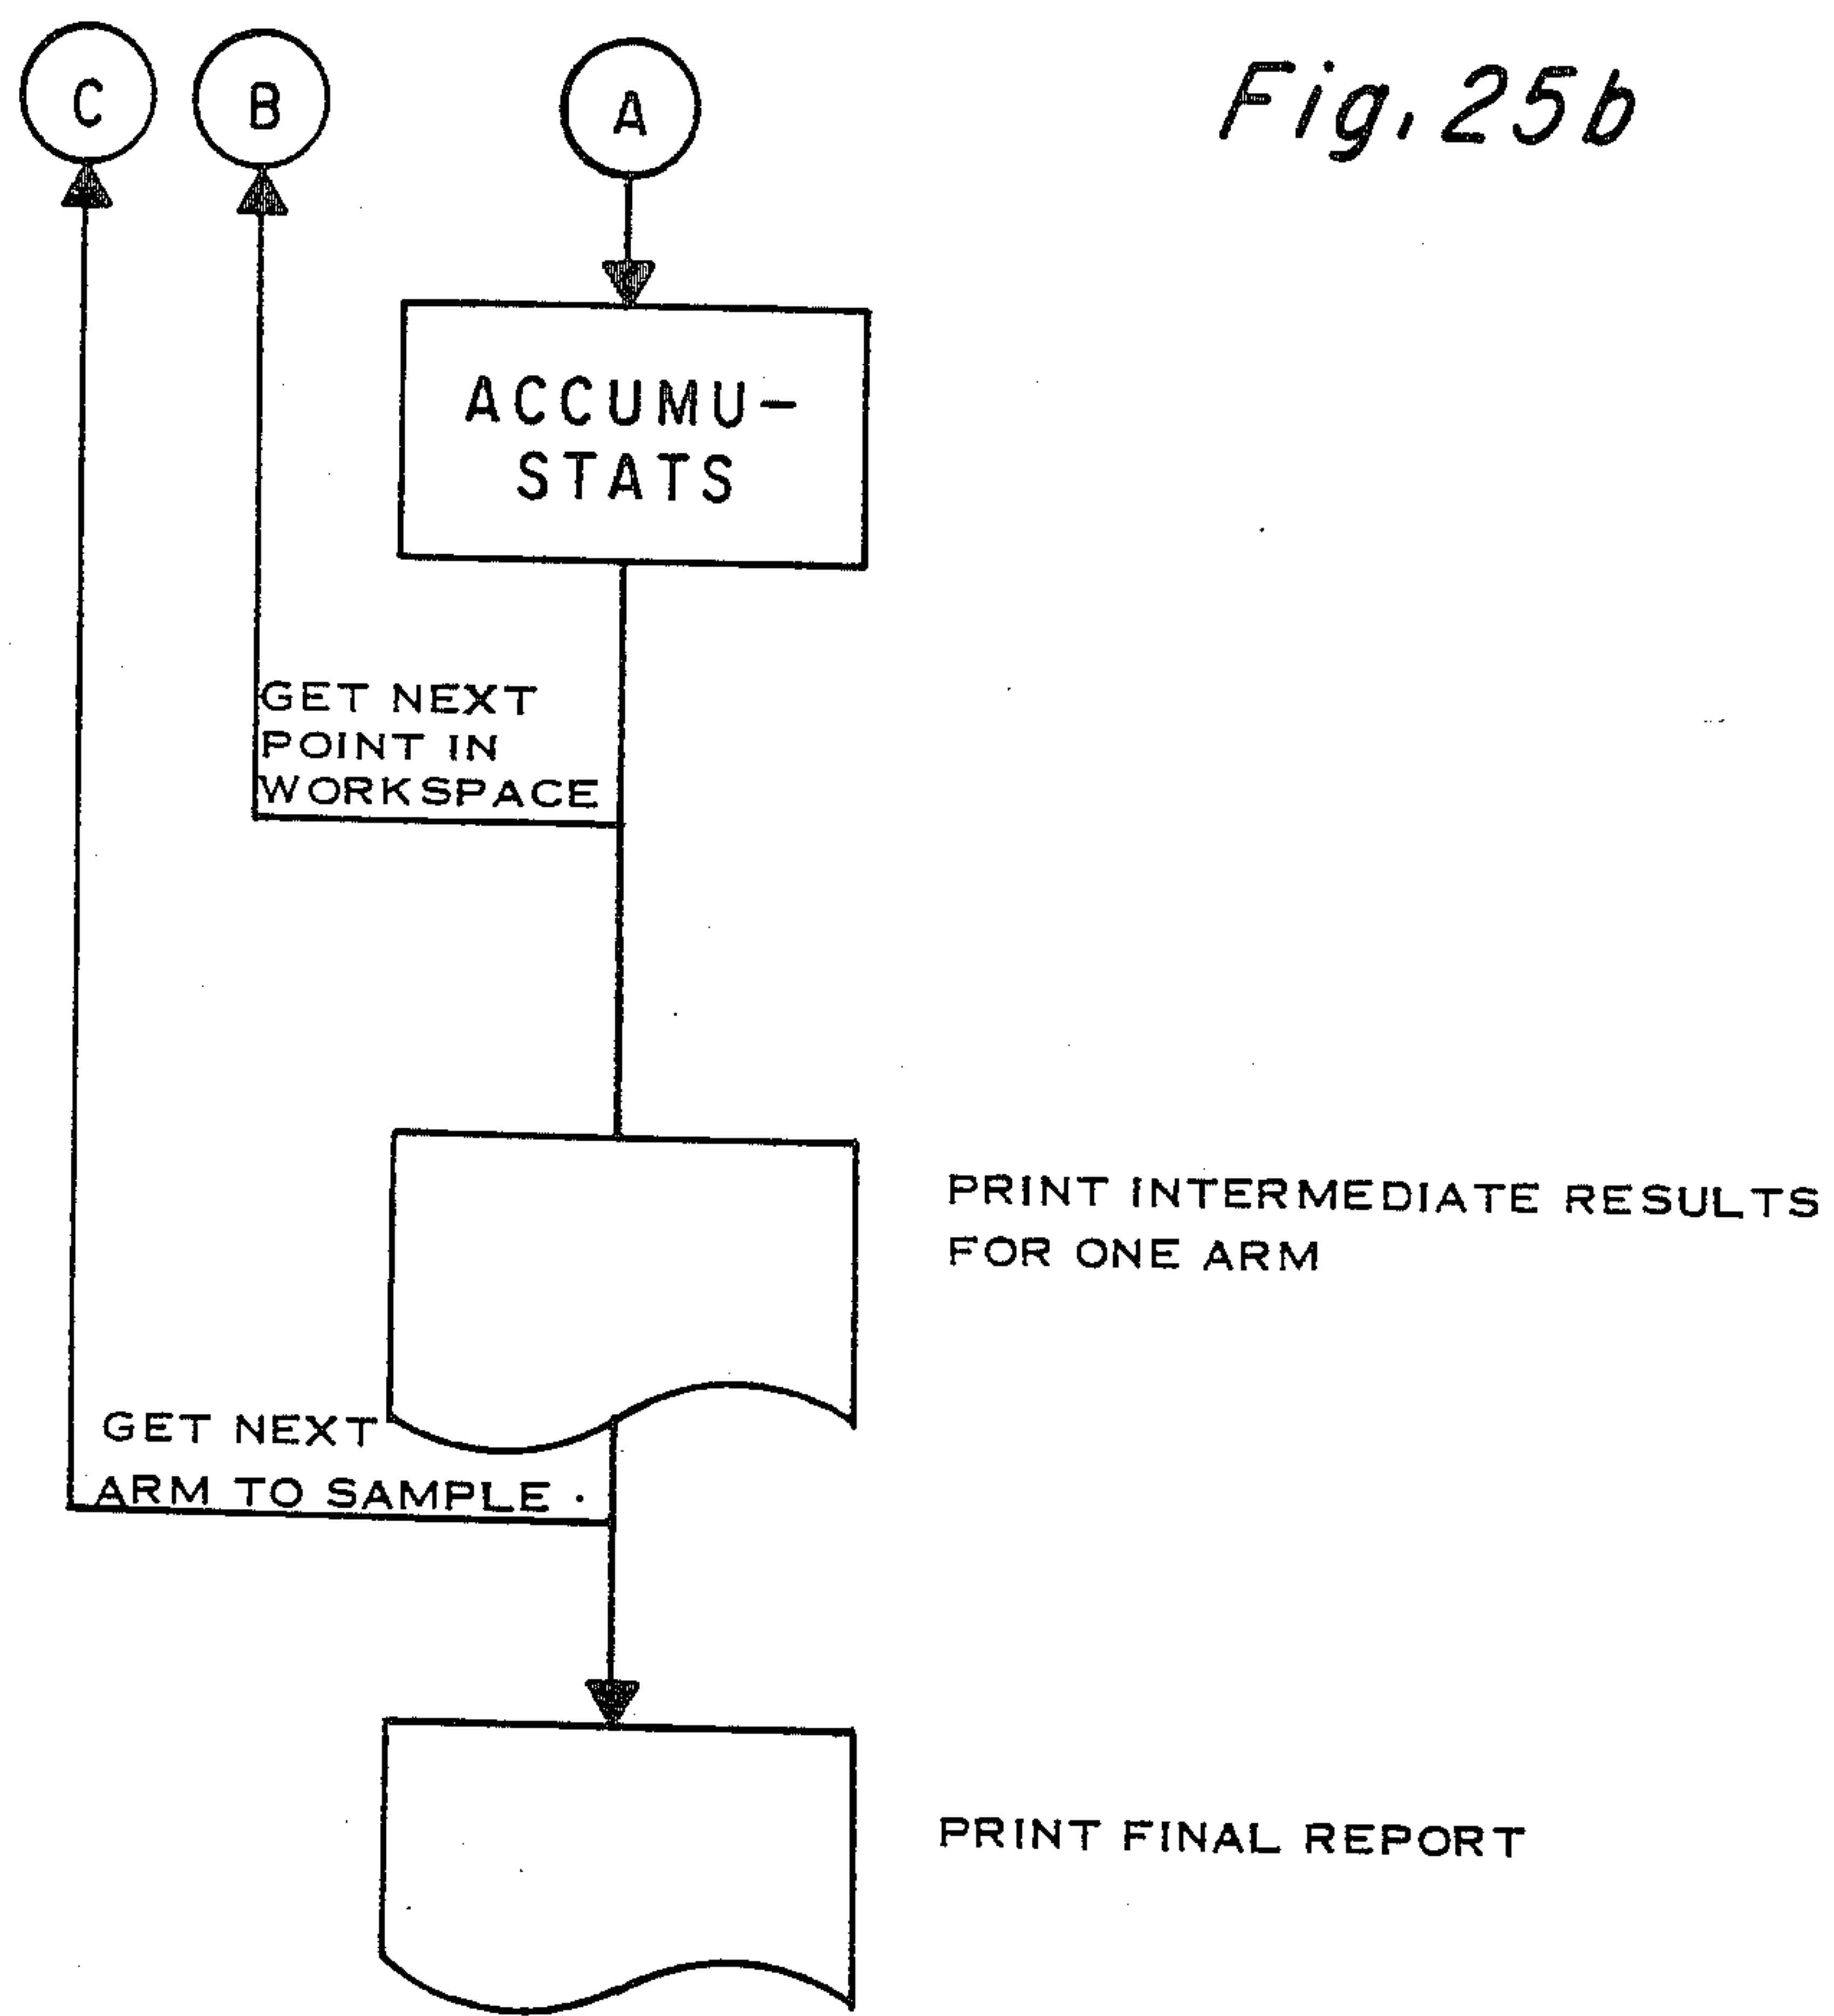 C B A Fig. 25b
ACCUMU-
STATS
GET NEXT
POINT IN
WORKSPACE
PRINT INTERMEDIATE RESULTS
FOR ONE ARM
GET NEXT
ARM TO SAMPLE
PRINT FINAL REPORT